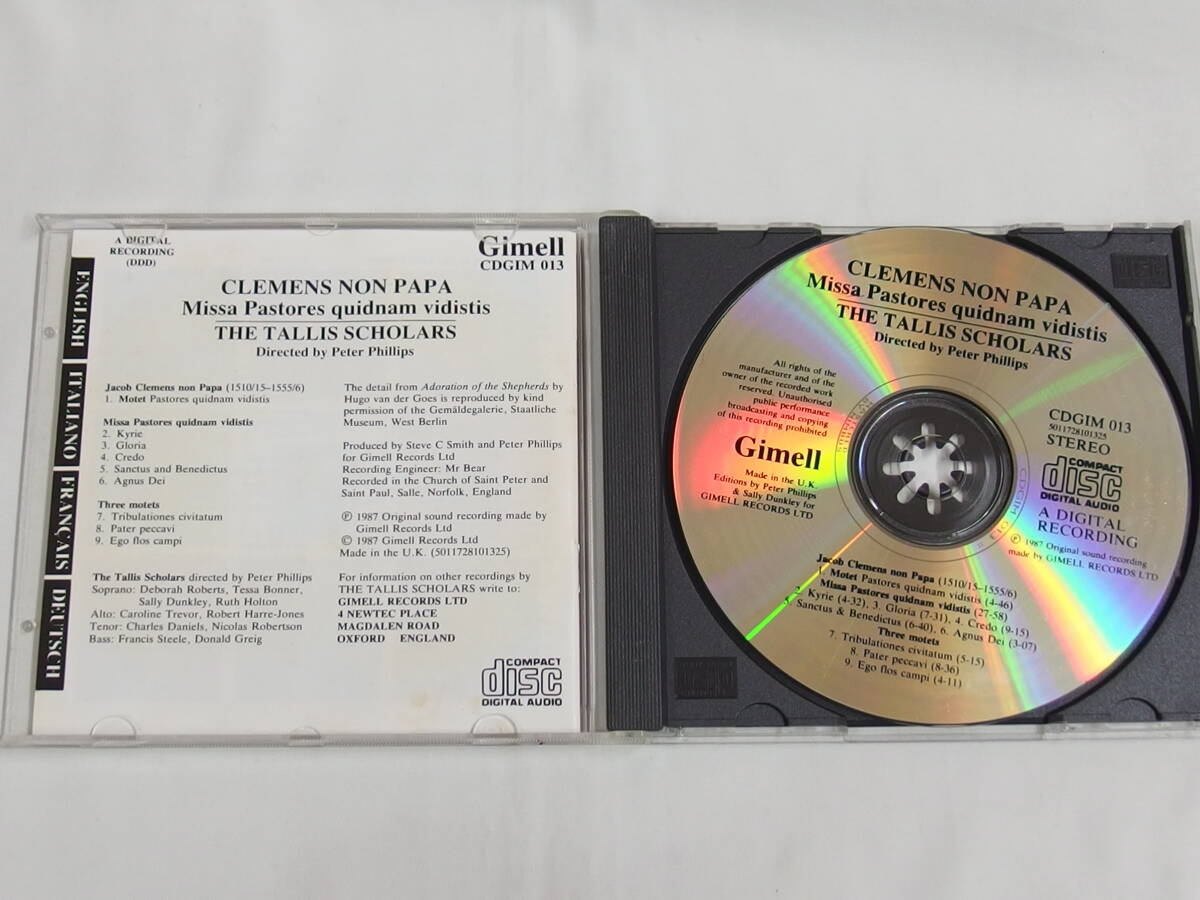 A DIGITAL
RECORDING
(DDD)
Gimell
CDGIM 013
ENGLISH
ITALIANO
FRANÇAIS
DEUTSCH
CLEMENS NON PAPA
Missa Pastores quidnam vidistis
THE TALLIS SCHOLARS
Directed by Peter Phillips
Jacob Clemens non Papa (1510/15–1555/6)
1. Motet Pastores quidnam vidistis
Missa Pastores quidnam vidistis
2. Kyrie
3. Gloria
4. Credo
5. Sanctus and Benedictus
6. Agnus Dei
Three motets
7. Tribulationes civitatum
8. Pater peccavi
9. Ego flos campi
The Tallis Scholars directed by Peter Phillips
Soprano: Deborah Roberts, Tessa Bonner,
Sally Dunkley, Ruth Holton
Alto: Caroline Trevor, Robert Harre-Jones
Tenor: Charles Daniels, Nicolas Robertson
Bass: Francis Steele, Donald Greig
The detail from Adoration of the Shepherds by
Hugo van der Goes is reproduced by kind
permission of the Gemäldegalerie, Staatliche
Museum, West Berlin
Produced by Steve C Smith and Peter Phillips
for Gimell Records Ltd
Recording Engineer: Mr Bear
Recorded in the Church of Saint Peter and
Saint Paul, Salle, Norfolk, England
℗ 1987 Original sound recording made by
Gimell Records Ltd
© 1987 Gimell Records Ltd
Made in the U.K. (5011728101325)
For information on other recordings by
THE TALLIS SCHOLARS write to:
GIMELL RECORDS LTD
4 NEWTEC PLACE
MAGDALEN ROAD
OXFORD ENGLAND
COMPACT
disc
DIGITAL AUDIO
CLEMENS NON PAPA
Missa Pastores quidnam vidistis
THE TALLIS SCHOLARS
Directed by Peter Phillips
All rights of the
manufacturer and of the
owner of the recorded work
reserved. Unauthorised
public performance
broadcasting and copying
of this recording prohibited
Gimell
Made in the U.K.
Editions by Peter Phillips
& Sally Dunkley for
GIMELL RECORDS LTD
CDGIM 013
5011728101325
STEREO
COMPACT
disc
DIGITAL AUDIO
A DIGITAL
RECORDING
℗ 1987 Original sound recording
made by GIMELL RECORDS LTD
Jacob Clemens non Papa (1510/15–1555/6)
1. Motet Pastores quidnam vidistis (4-46)
Missa Pastores quidnam vidistis (27-58)
2. Kyrie (4-32), 3. Gloria (7-31), 4. Credo (9-15)
5. Sanctus & Benedictus (6-40), 6. Agnus Dei (3-07)
Three motets
7. Tribulationes civitatum (5-15)
8. Pater peccavi (8-36)
9. Ego flos campi (4-11)